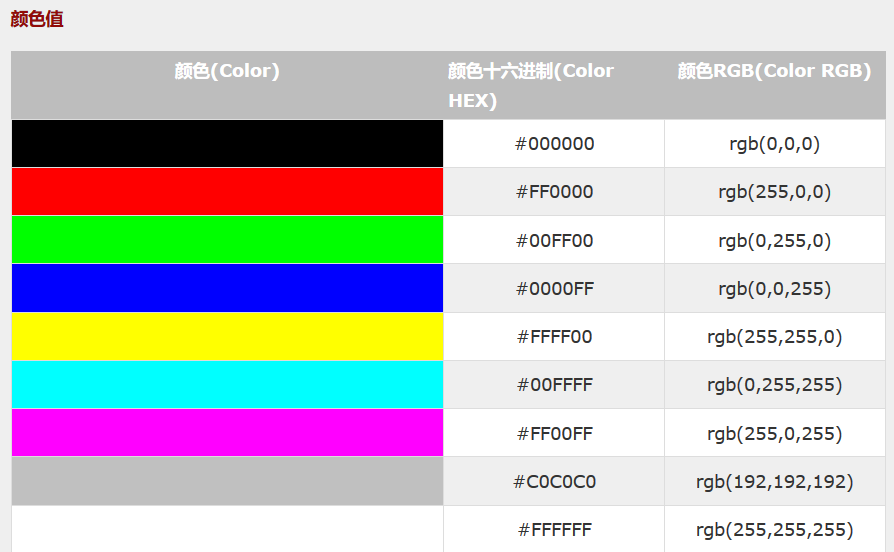 颜色值
颜色(Color) 颜色十六进制(Color HEX) 颜色RGB(Color RGB)
#000000 rgb(0,0,0)
#FF0000 rgb(255,0,0)
#00FF00 rgb(0,255,0)
#0000FF rgb(0,0,255)
#FFFF00 rgb(255,255,0)
#00FFFF rgb(0,255,255)
#FF00FF rgb(255,0,255)
#C0C0C0 rgb(192,192,192)
#FFFFFF rgb(255,255,255)